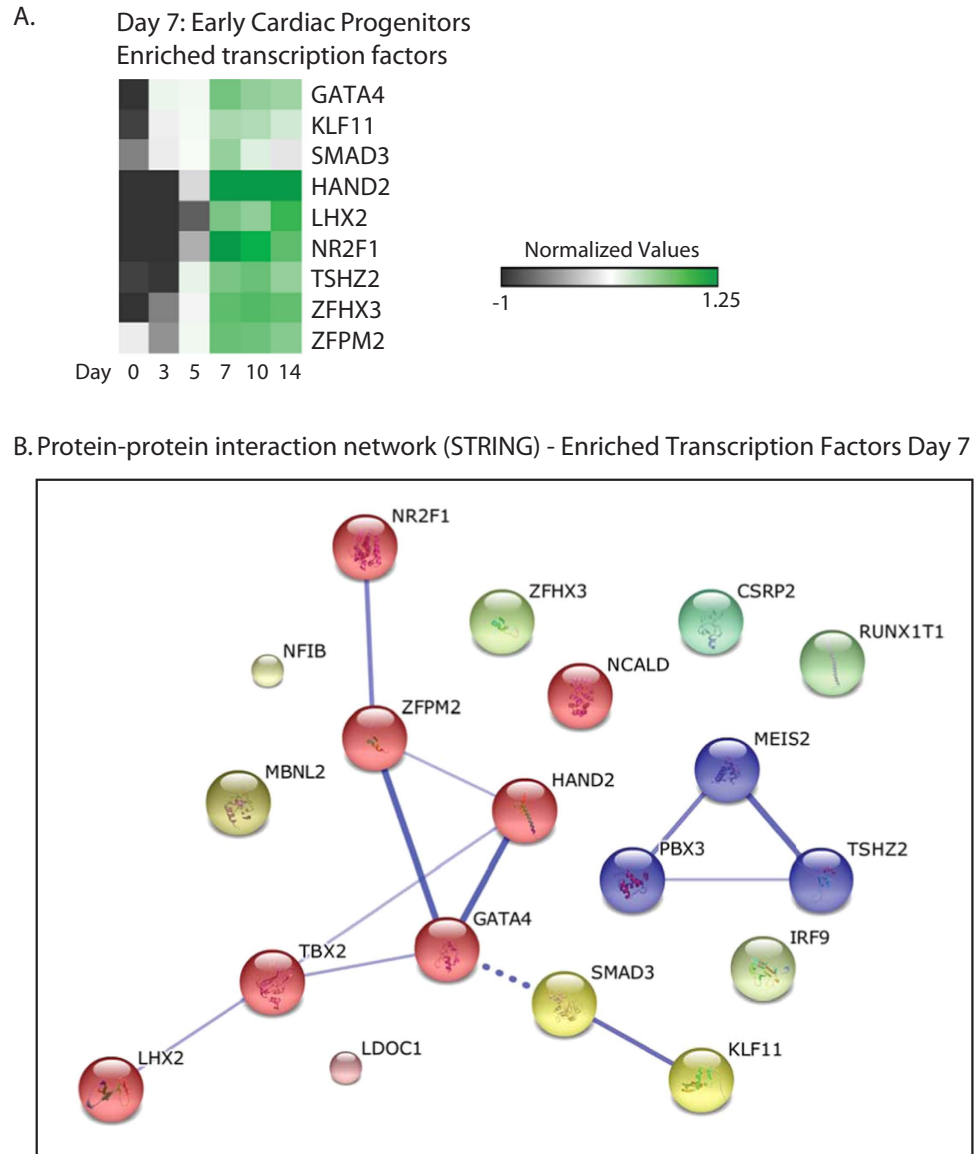 A.
Day 7: Early Cardiac Progenitors
Enriched transcription factors
GATA4
KLF11
SMAD3
HAND2
LHX2
NR2F1
TSHZ2
ZFHX3
ZFPM2
Day 0 3 5 7 10 14
Normalized Values
-1 1.25
B. Protein-protein interaction network (STRING) - Enriched Transcription Factors Day 7
NR2F1
ZFHX3
CSRP2
RUNX1T1
NFIB
NCALD
ZFPM2
MEIS2
MBNL2
HAND2
PBX3
TSHZ2
GATA4
IRF9
TBX2
SMAD3
LDOC1
KLF11
LHX2